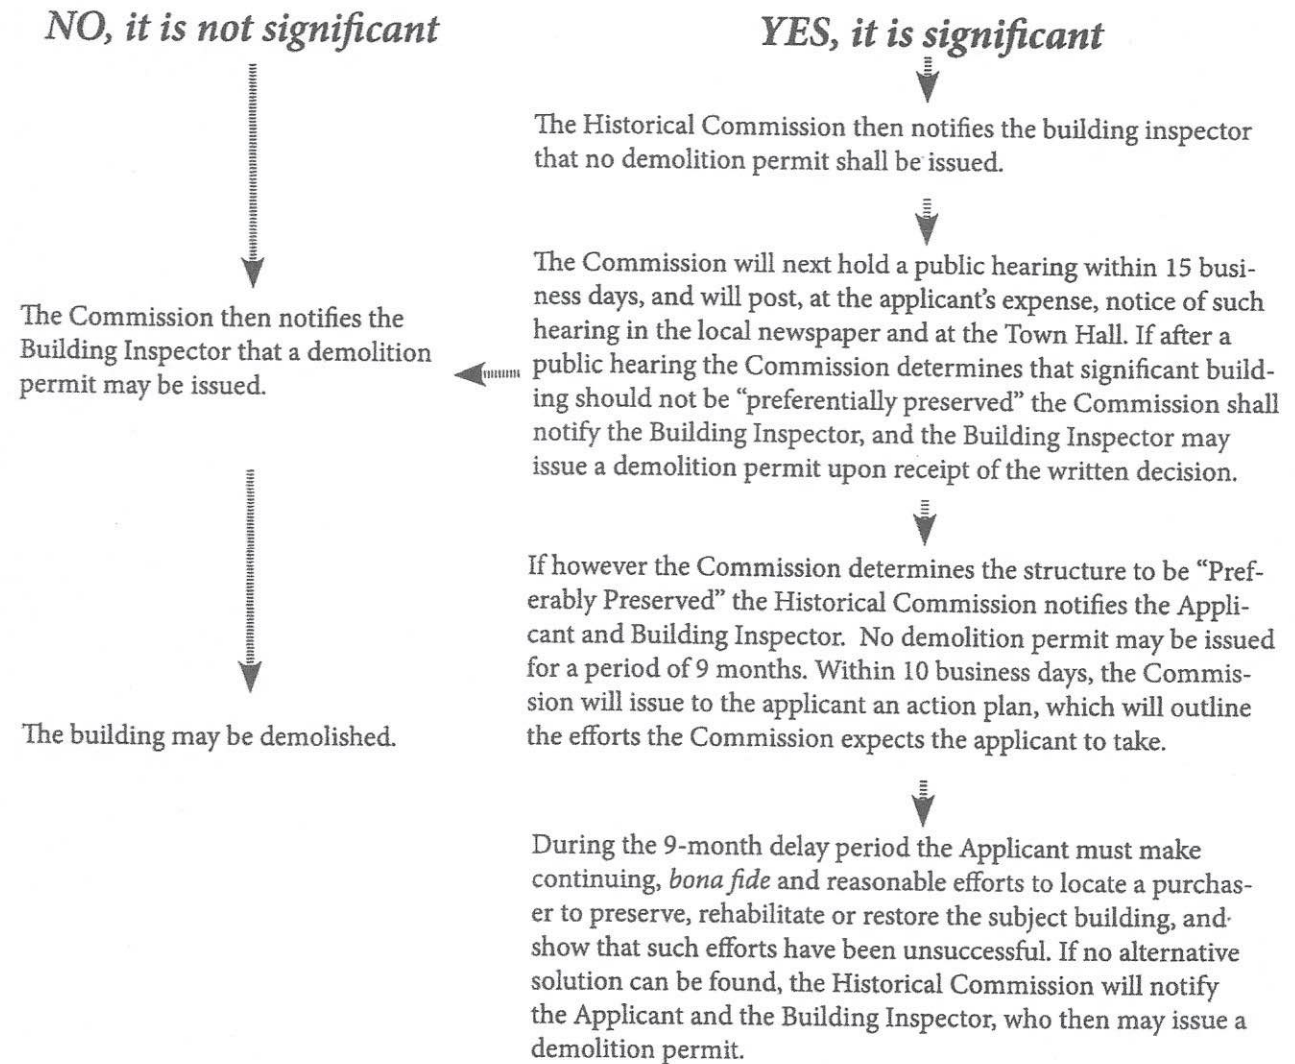 NO, it is not significant
The Commission then notifies the
Building Inspector that a demolition
permit may be issued.
The building may be demolished.
YES, it is significant
The Historical Commission then notifies the building inspector
that no demolition permit shall be issued.
The Commission will next hold a public hearing within 15 busi-
ness days, and will post, at the applicant's expense, notice of such
hearing in the local newspaper and at the Town Hall. If after a
public hearing the Commission determines that significant build-
ing should not be “preferentially preserved” the Commission shall
notify the Building Inspector, and the Building Inspector may
issue a demolition permit upon receipt of the written decision.
If however the Commission determines the structure to be “Pref-
erably Preserved” the Historical Commission notifies the Appli-
cant and Building Inspector.  No demolition permit may be issued
for a period of 9 months. Within 10 business days, the Commis-
sion will issue to the applicant an action plan, which will outline
the efforts the Commission expects the applicant to take.
During the 9-month delay period the Applicant must make
continuing, bona fide and reasonable efforts to locate a purchas-
er to preserve, rehabilitate or restore the subject building, and
show that such efforts have been unsuccessful. If no alternative
solution can be found, the Historical Commission will notify
the Applicant and the Building Inspector, who then may issue a
demolition permit.